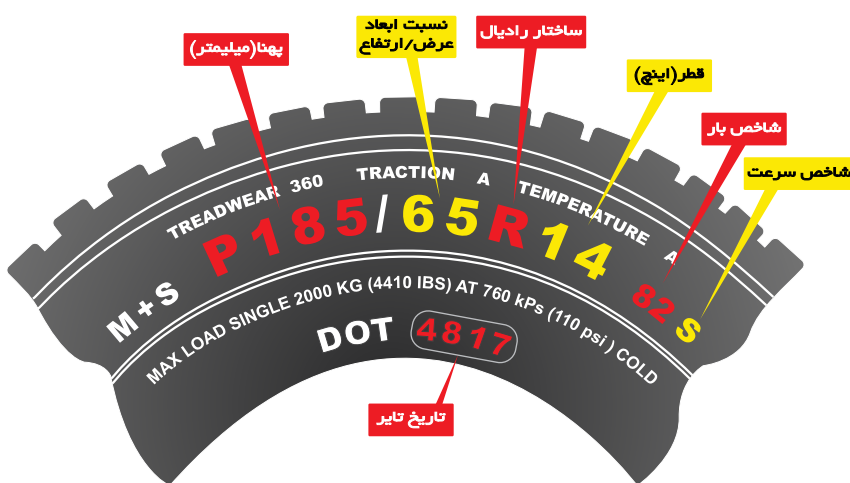 نسبت ابعاد
عرض/ارتفاع
ساختار رادیال
پهنا(میلیمتر)
قطر(اینچ)
شاخص بار
شاخص سرعت
TREADWEAR 360 TRACTION A TEMPERATURE A
M+S P185/65R14 82S
MAX LOAD SINGLE 2000 KG (4410 IBS) AT 760 kPs (110 psi ) COLD
DOT 4817
تاریخ تایر